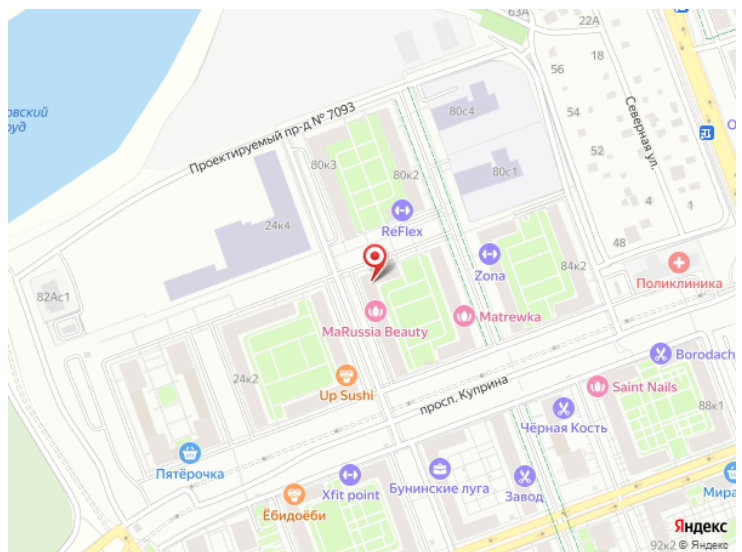 63А
22А
18
56
54
52
Северная ул.
4
1
48
овский
руд
Проектируемый пр-д № 7093
80к4
80к3
80к2
80с1
24к4
ReFlex
Zona
84к2
Поликлиника
82Ас1
MaRussia Beauty
Matrewka
Up Sushi
24к2
просп. Куприна
Borodach
Saint Nails
88к1
Чёрная Кость
Пятёрочка
Xfit point
Бунинские луга
Завод
Мира
Ёбидоёби
92к2
Яндекс
© Яндекс